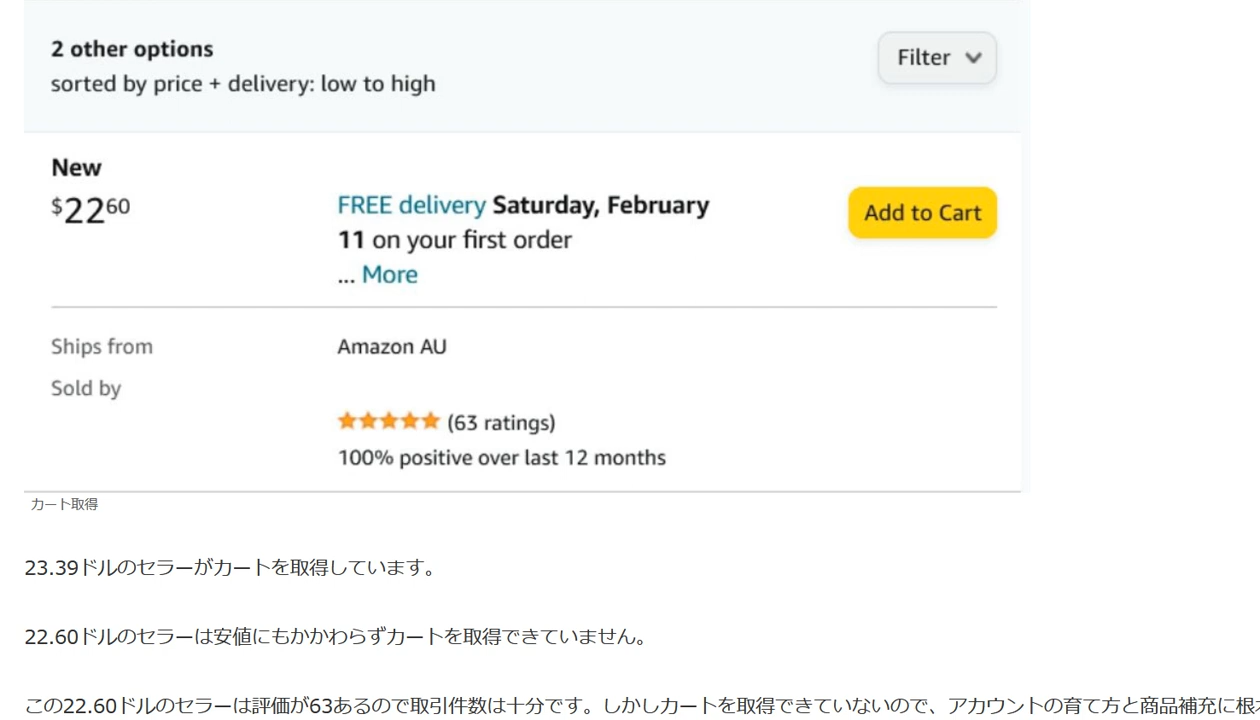 2 other options
sorted by price + delivery: low to high
Filter
New
$2260
FREE delivery Saturday, February
11 on your first order
... More
Add to Cart
Ships from
Amazon AU
Sold by
(63 ratings)
100% positive over last 12 months
カート取得
23.39ドルのセラーがカートを取得しています。
22.60ドルのセラーは安値にもかかわらずカートを取得できていません。
この22.60ドルのセラーは評価が63あるので取引件数は十分です。しかしカートを取得できていないので、アカウントの育て方と商品補充に根